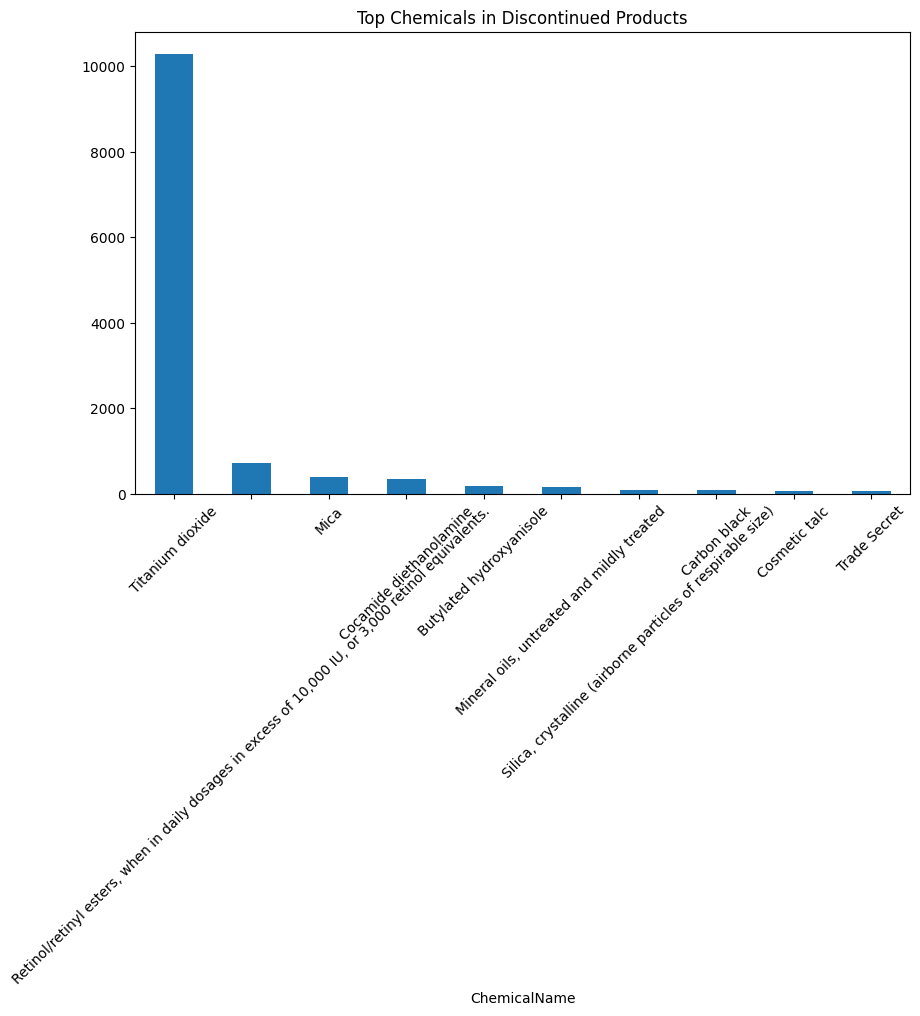 Top Chemicals in Discontinued Products
10000
8000
6000
4000
2000
0
Titanium dioxide
Retinol/retinyl esters, when in daily dosages in excess of 10,000 IU, or 3,000 retinol equivalents.
Mica
Cocamide diethanolamine
Butylated hydroxyanisole
Mineral oils, untreated and mildly treated
Silica, crystalline (airborne particles of respirable size)
Carbon black
Cosmetic talc
Trade Secret
ChemicalName